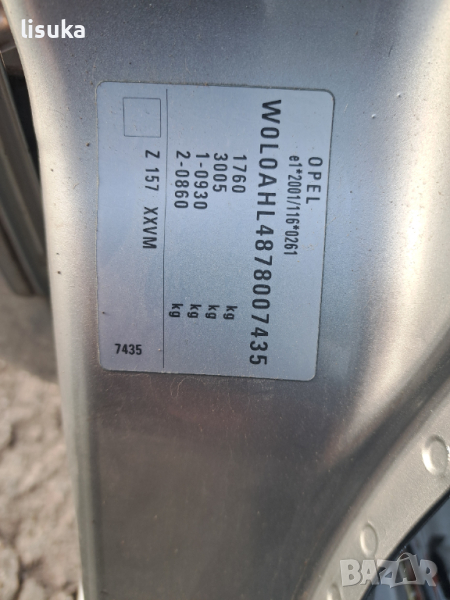 lisuka
OPEL
e1*2001/116*0261
W0L0AHL4878007435
1760 kg
3005 kg
1-0930 kg
2-0860 kg
Z 157 XXVM
7435
BAZAR